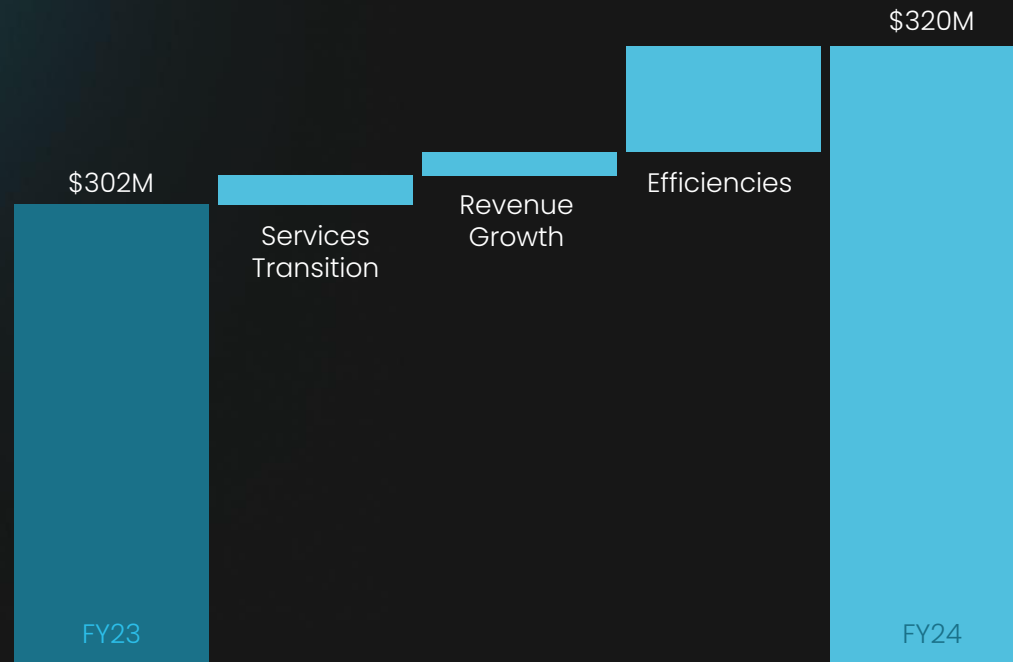 $320M
$302M
Efficiencies
Revenue
Growth
Services
Transition
FY23
FY24